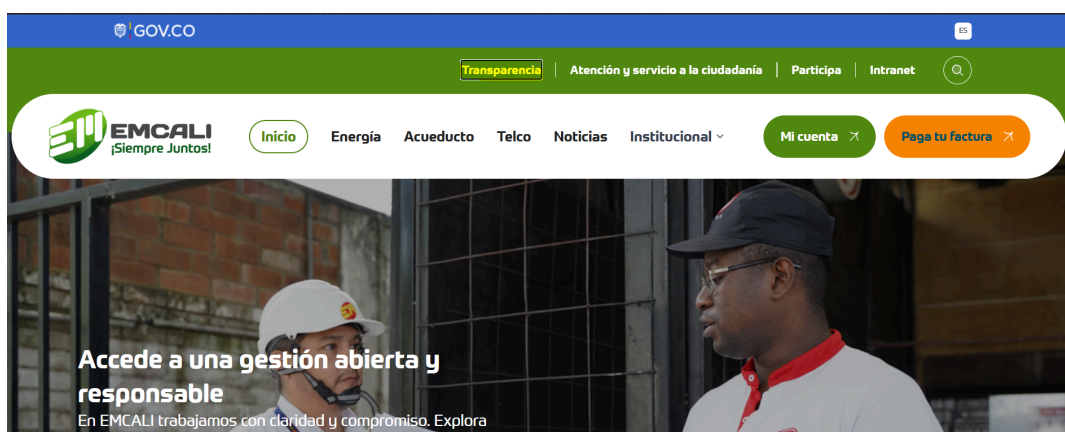 GOV.CO
ES
Transparencia
Atención y servicio a la ciudadanía
Participa
Intranet
EMCALI
¡Siempre Juntos!
Inicio
Energía
Acueducto
Telco
Noticias
Institucional
Mi cuenta
Paga tu factura
Accede a una gestión abierta y
responsable
En EMCALI trabajamos con claridad y compromiso. Explora